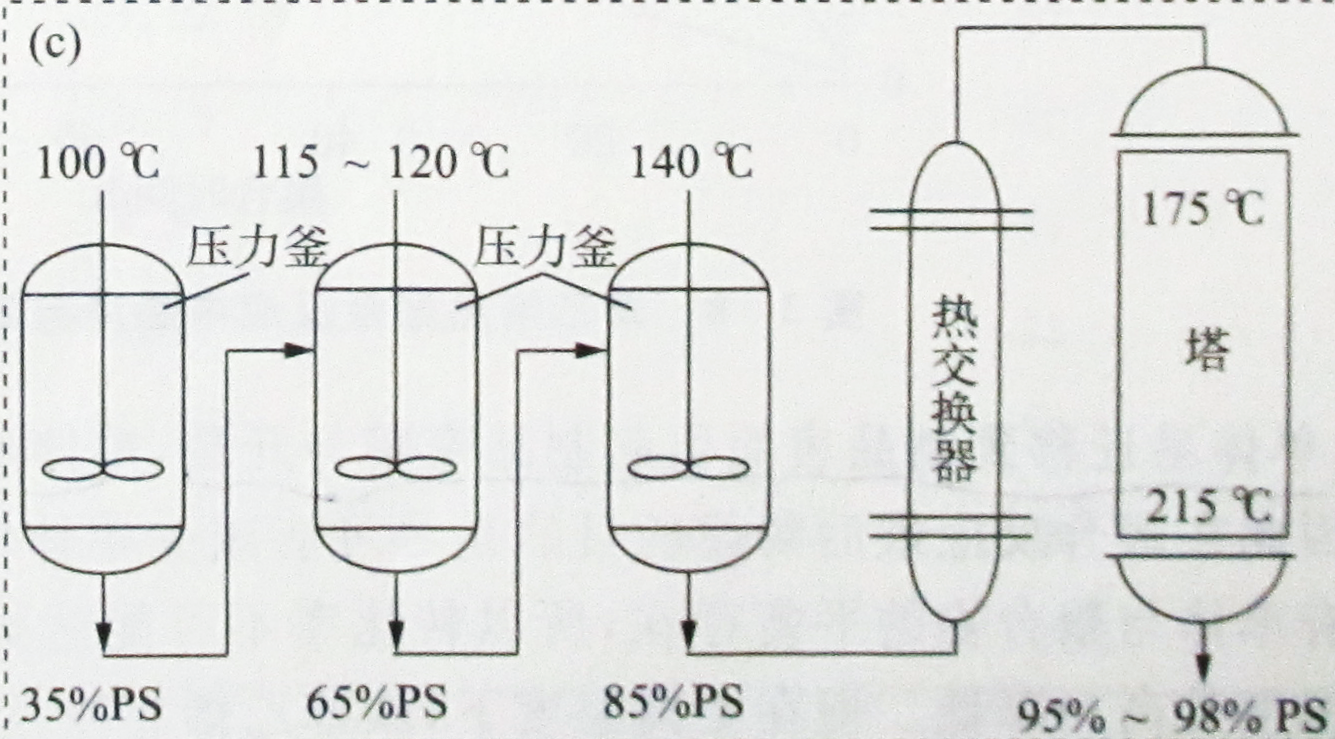 (c)
100 ℃
115 ~ 120 ℃
140 ℃
压力釜
压力釜
175 ℃
热交换器
塔
215 ℃
35%PS
65%PS
85%PS
95% ~ 98% PS